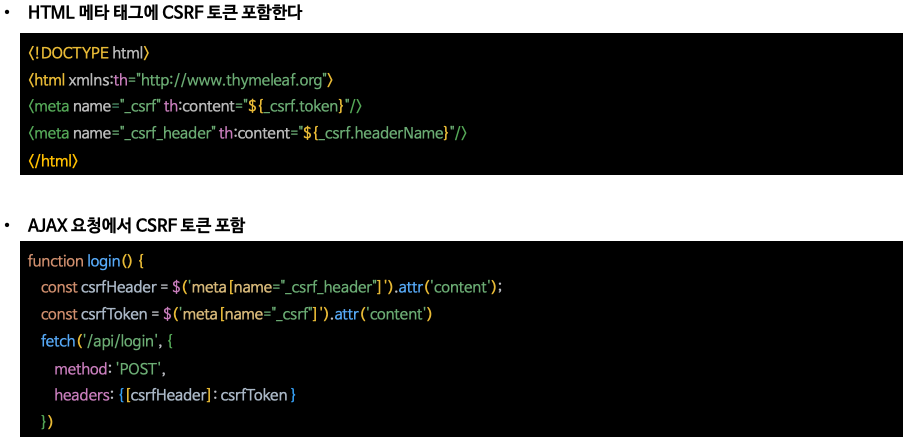 • HTML 메타 태그에 CSRF 토큰 포함한다
<!DOCTYPE html>
<html xmlns:th="http://www.thymeleaf.org">
<meta name="_csrf" th:content="${_csrf.token}"/>
<meta name="_csrf_header" th:content="${_csrf.headerName}"/>
</html>
• AJAX 요청에서 CSRF 토큰 포함
function login() {
const csrfHeader = $('meta[name="_csrf_header"]').attr('content');
const csrfToken = $('meta[name="_csrf"]').attr('content')
fetch('/api/login', {
method: 'POST',
headers: {[csrfHeader]: csrfToken}
})